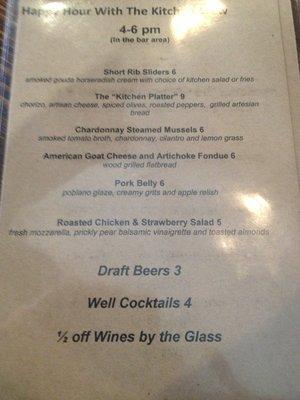 Happy Hour With The Kitchen
4-6 pm
(In the bar area)
Short Rib Sliders 6
smoked gouda horseradish cream with choice of kitchen salad or fries
The "Kitchen Platter" 9
chorizo, artisan cheese, spiced olives, roasted peppers, grilled artesian
bread
Chardonnay Steamed Mussels 6
smoked tomato broth, chardonnay, cilantro and lemon grass
American Goat Cheese and Artichoke Fondue 6
wood grilled flatbread
Pork Belly 6
poblano glaze, creamy grits and apple relish
Roasted Chicken & Strawberry Salad 5
fresh mozzarella, prickly pear balsamic vinaigrette and toasted almonds
Draft Beers 3
Well Cocktails 4
½ off Wines by the Glass